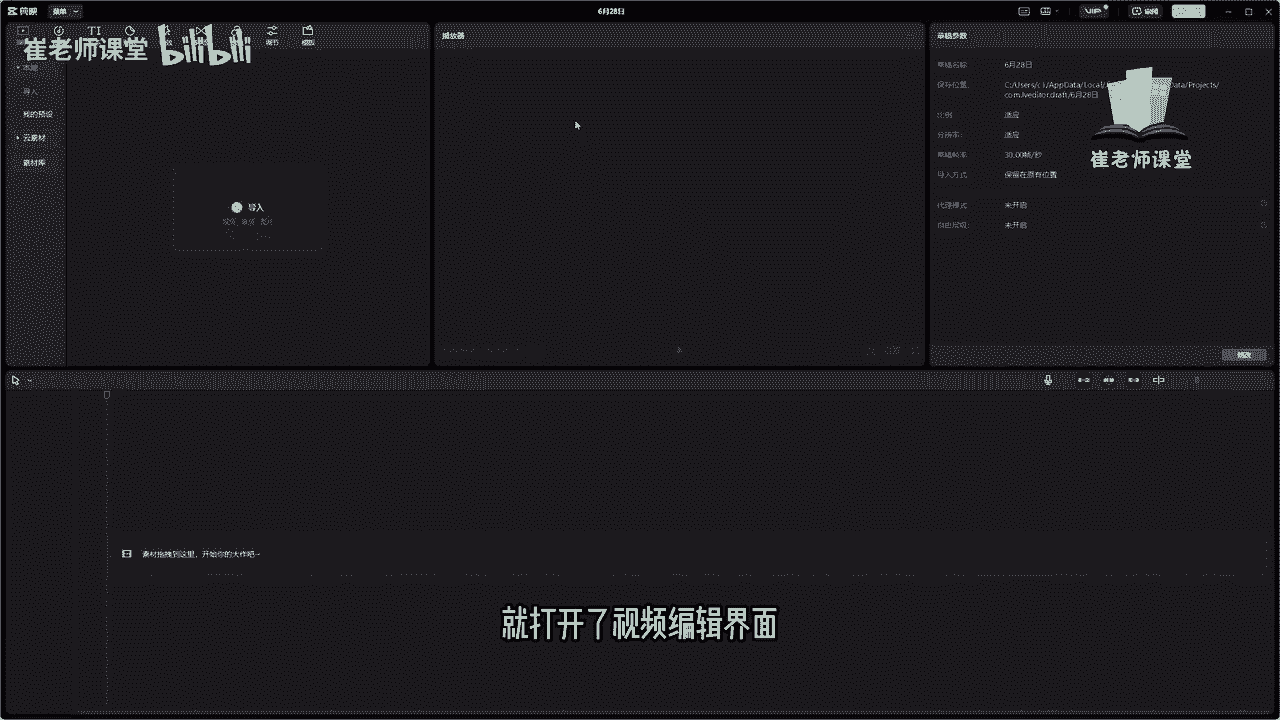 剪映 菜单 6月28日 VIP
TI 调节 模板
崔老师课堂 bilibili
导入
我的预设
云素材
素材库
导入
播放器
草稿参数
草稿名称: 6月28日
保存位置: C:/Users/
com.lveditor.draft/6月28日
比例: 适应
分辨率: 适应
草稿帧率: 30.00帧/秒
导入方式: 保留在原有位置
代理模式: 未开启
自由层级: 未开启
崔老师课堂
修改
素材拖拽到这里，开始你的大作吧~
就打开了视频编辑界面